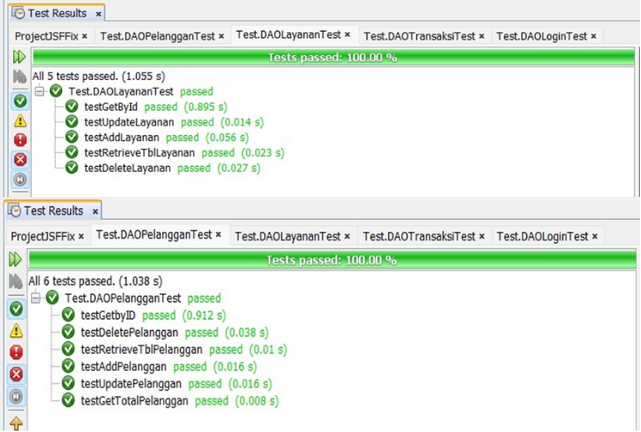 Test Results ×
ProjectJSFFix × Test.DAOPelangganTest × Test.DAOLayananTest × Test.DAOTransaksiTest × Test.DAOLoginTest ×
Tests passed: 100.00 %
All 5 tests passed. (1.055 s)
Test.DAOLayananTest passed
testGetById passed (0.895 s)
testUpdateLayanan passed (0.014 s)
testAddLayanan passed (0.056 s)
testRetrieveTblLayanan passed (0.023 s)
testDeleteLayanan passed (0.027 s)
Test Results ×
ProjectJSFFix × Test.DAOPelangganTest × Test.DAOLayananTest × Test.DAOTransaksiTest × Test.DAOLoginTest ×
Tests passed: 100.00 %
All 6 tests passed. (1.038 s)
Test.DAOPelangganTest passed
testGetbyID passed (0.912 s)
testDeletePelanggan passed (0.038 s)
testRetrieveTblPelanggan passed (0.01 s)
testAddPelanggan passed (0.016 s)
testUpdatePelanggan passed (0.016 s)
testGetTotalPelanggan passed (0.008 s)